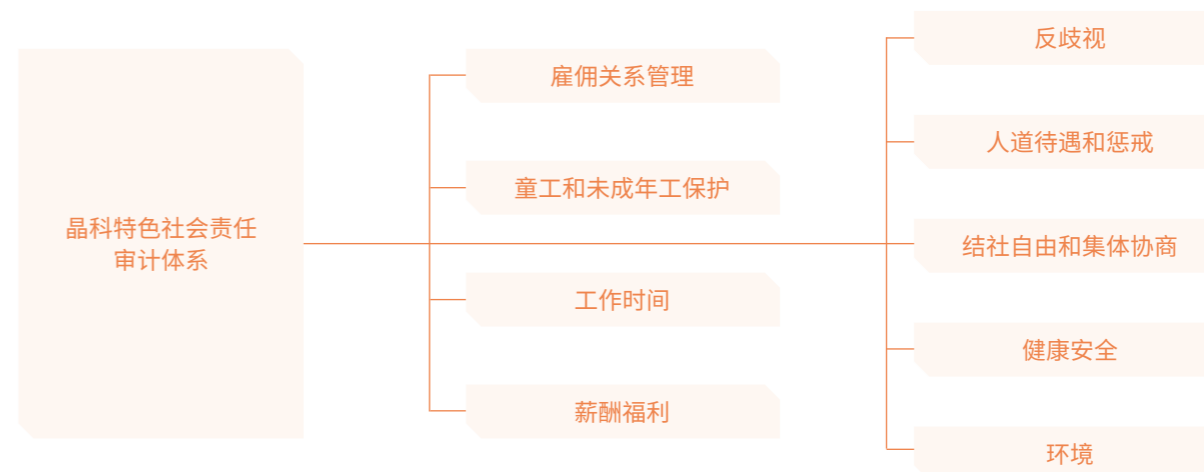 晶科特色社会责任
审计体系
雇佣关系管理
童工和未成年工保护
工作时间
薪酬福利
反歧视
人道待遇和惩戒
结社自由和集体协商
健康安全
环境